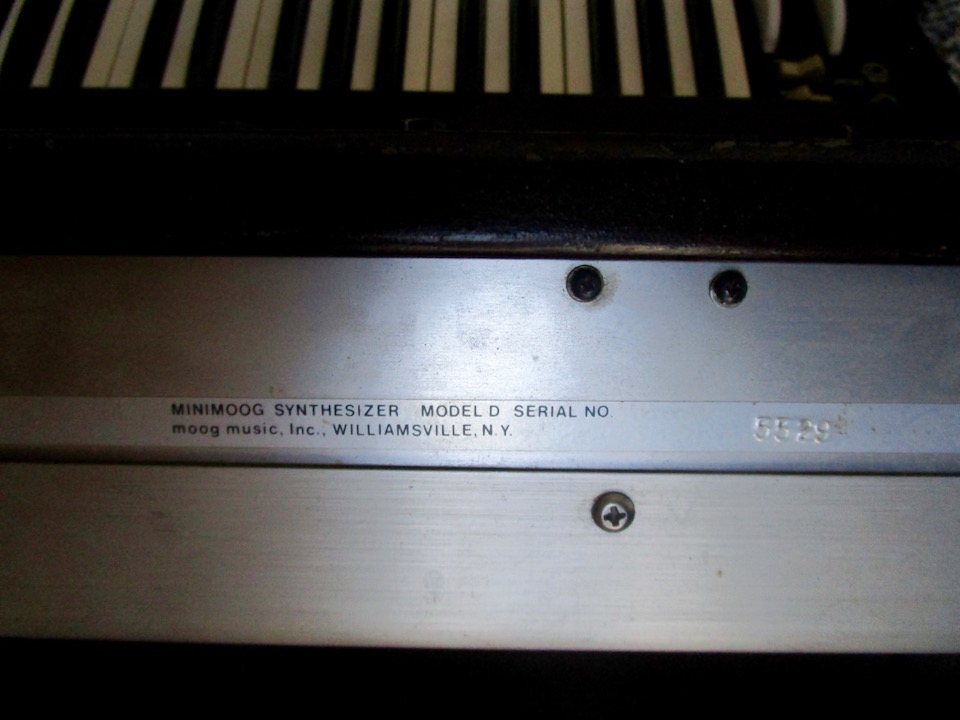 MINIMOOG SYNTHESIZER MODEL D SERIAL NO. 5529
moog music, Inc., WILLIAMSVILLE, N.Y.